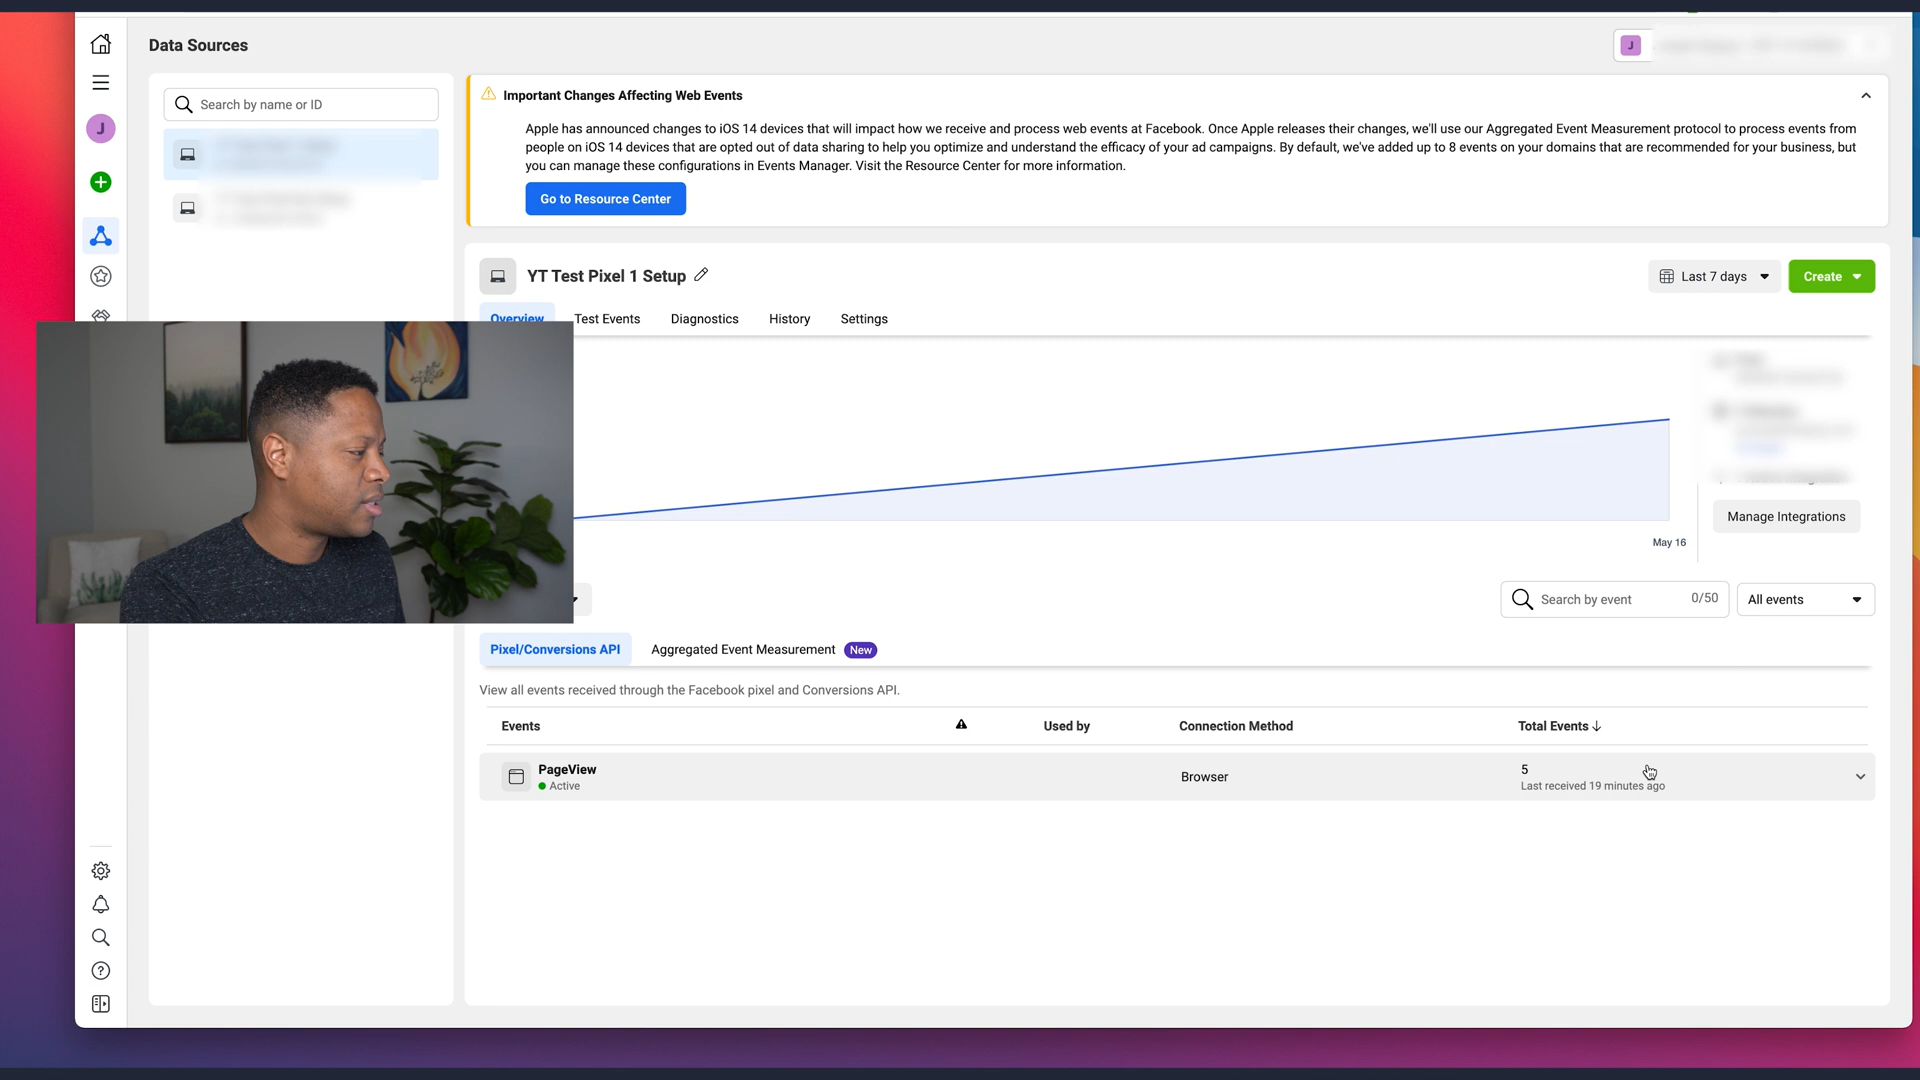 Data Sources
J
Search by name or ID
J
Important Changes Affecting Web Events
Apple has announced changes to iOS 14 devices that will impact how we receive and process web events at Facebook. Once Apple releases their changes, we'll use our Aggregated Event Measurement protocol to process events from
people on iOS 14 devices that are opted out of data sharing to help you optimize and understand the efficacy of your ad campaigns. By default, we've added up to 8 events on your domains that are recommended for your business, but
you can manage these configurations in Events Manager. Visit the Resource Center for more information.
Go to Resource Center
YT Test Pixel 1 Setup
Last 7 days
Create
Overview
Test Events
Diagnostics
History
Settings
Manage Integrations
May 16
Search by event
0/50
All events
Pixel/Conversions API
Aggregated Event Measurement
New
View all events received through the Facebook pixel and Conversions API.
Events
Used by
Connection Method
Total Events
PageView
Active
Browser
5
Last received 19 minutes ago